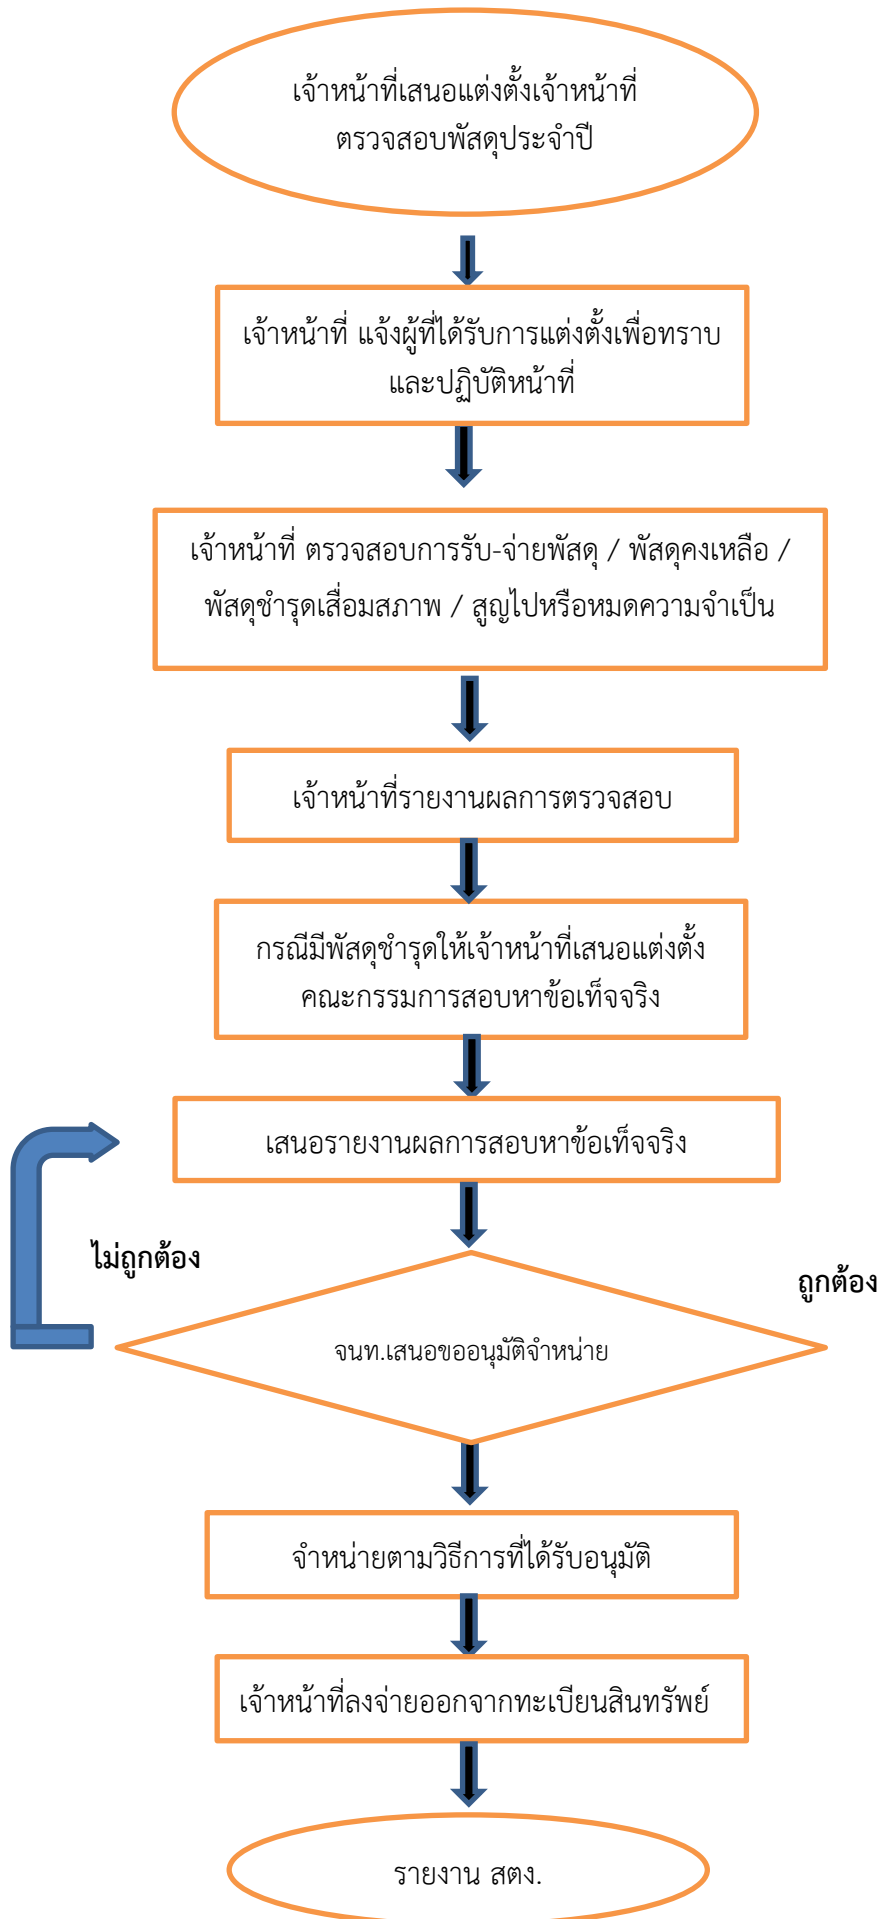 เจ้าหน้าที่เสนอแต่งตั้งเจ้าหน้าที่
ตรวจสอบพัสดุประจำปี
เจ้าหน้าที่ แจ้งผู้ที่ได้รับการแต่งตั้งเพื่อทราบ
และปฏิบัติหน้าที่
เจ้าหน้าที่ ตรวจสอบการรับ-จ่ายพัสดุ / พัสดุคงเหลือ /
พัสดุชำรุดเสื่อมสภาพ / สูญไปหรือหมดความจำเป็น
เจ้าหน้าที่รายงานผลการตรวจสอบ
กรณีมีพัสดุชำรุดให้เจ้าหน้าที่เสนอแต่งตั้ง
คณะกรรมการสอบหาข้อเท็จจริง
เสนอรายงานผลการสอบหาข้อเท็จจริง
ไม่ถูกต้อง
ถูกต้อง
จนท.เสนอขออนุมัติจำหน่าย
จำหน่ายตามวิธีการที่ได้รับอนุมัติ
เจ้าหน้าที่ลงจ่ายออกจากทะเบียนสินทรัพย์
รายงาน สตง.